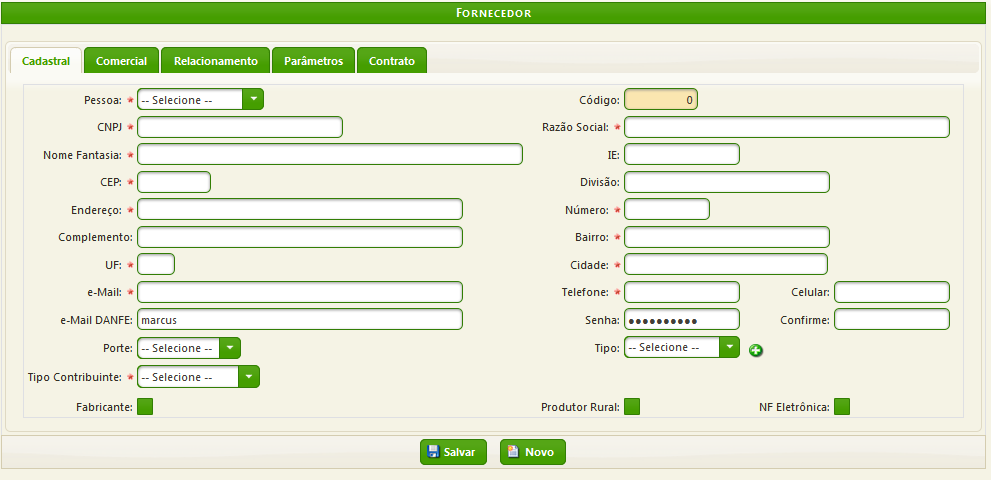 FORNECEDOR
Cadastral Comercial Relacionamento Parâmetros Contrato
Pessoa: * -- Selecione -- Código: 0
CNPJ * Razão Social: *
Nome Fantasia: * IE:
CEP: * Divisão:
Endereço: * Número: *
Complemento: Bairro: *
UF: * Cidade: *
e-Mail: * Telefone: * Celular:
e-Mail DANFE: marcus Senha: ●●●●●●●●●● Confirme:
Porte: -- Selecione -- Tipo: -- Selecione --
Tipo Contribuinte: * -- Selecione --
Fabricante: Produtor Rural: NF Eletrônica:
Salvar Novo